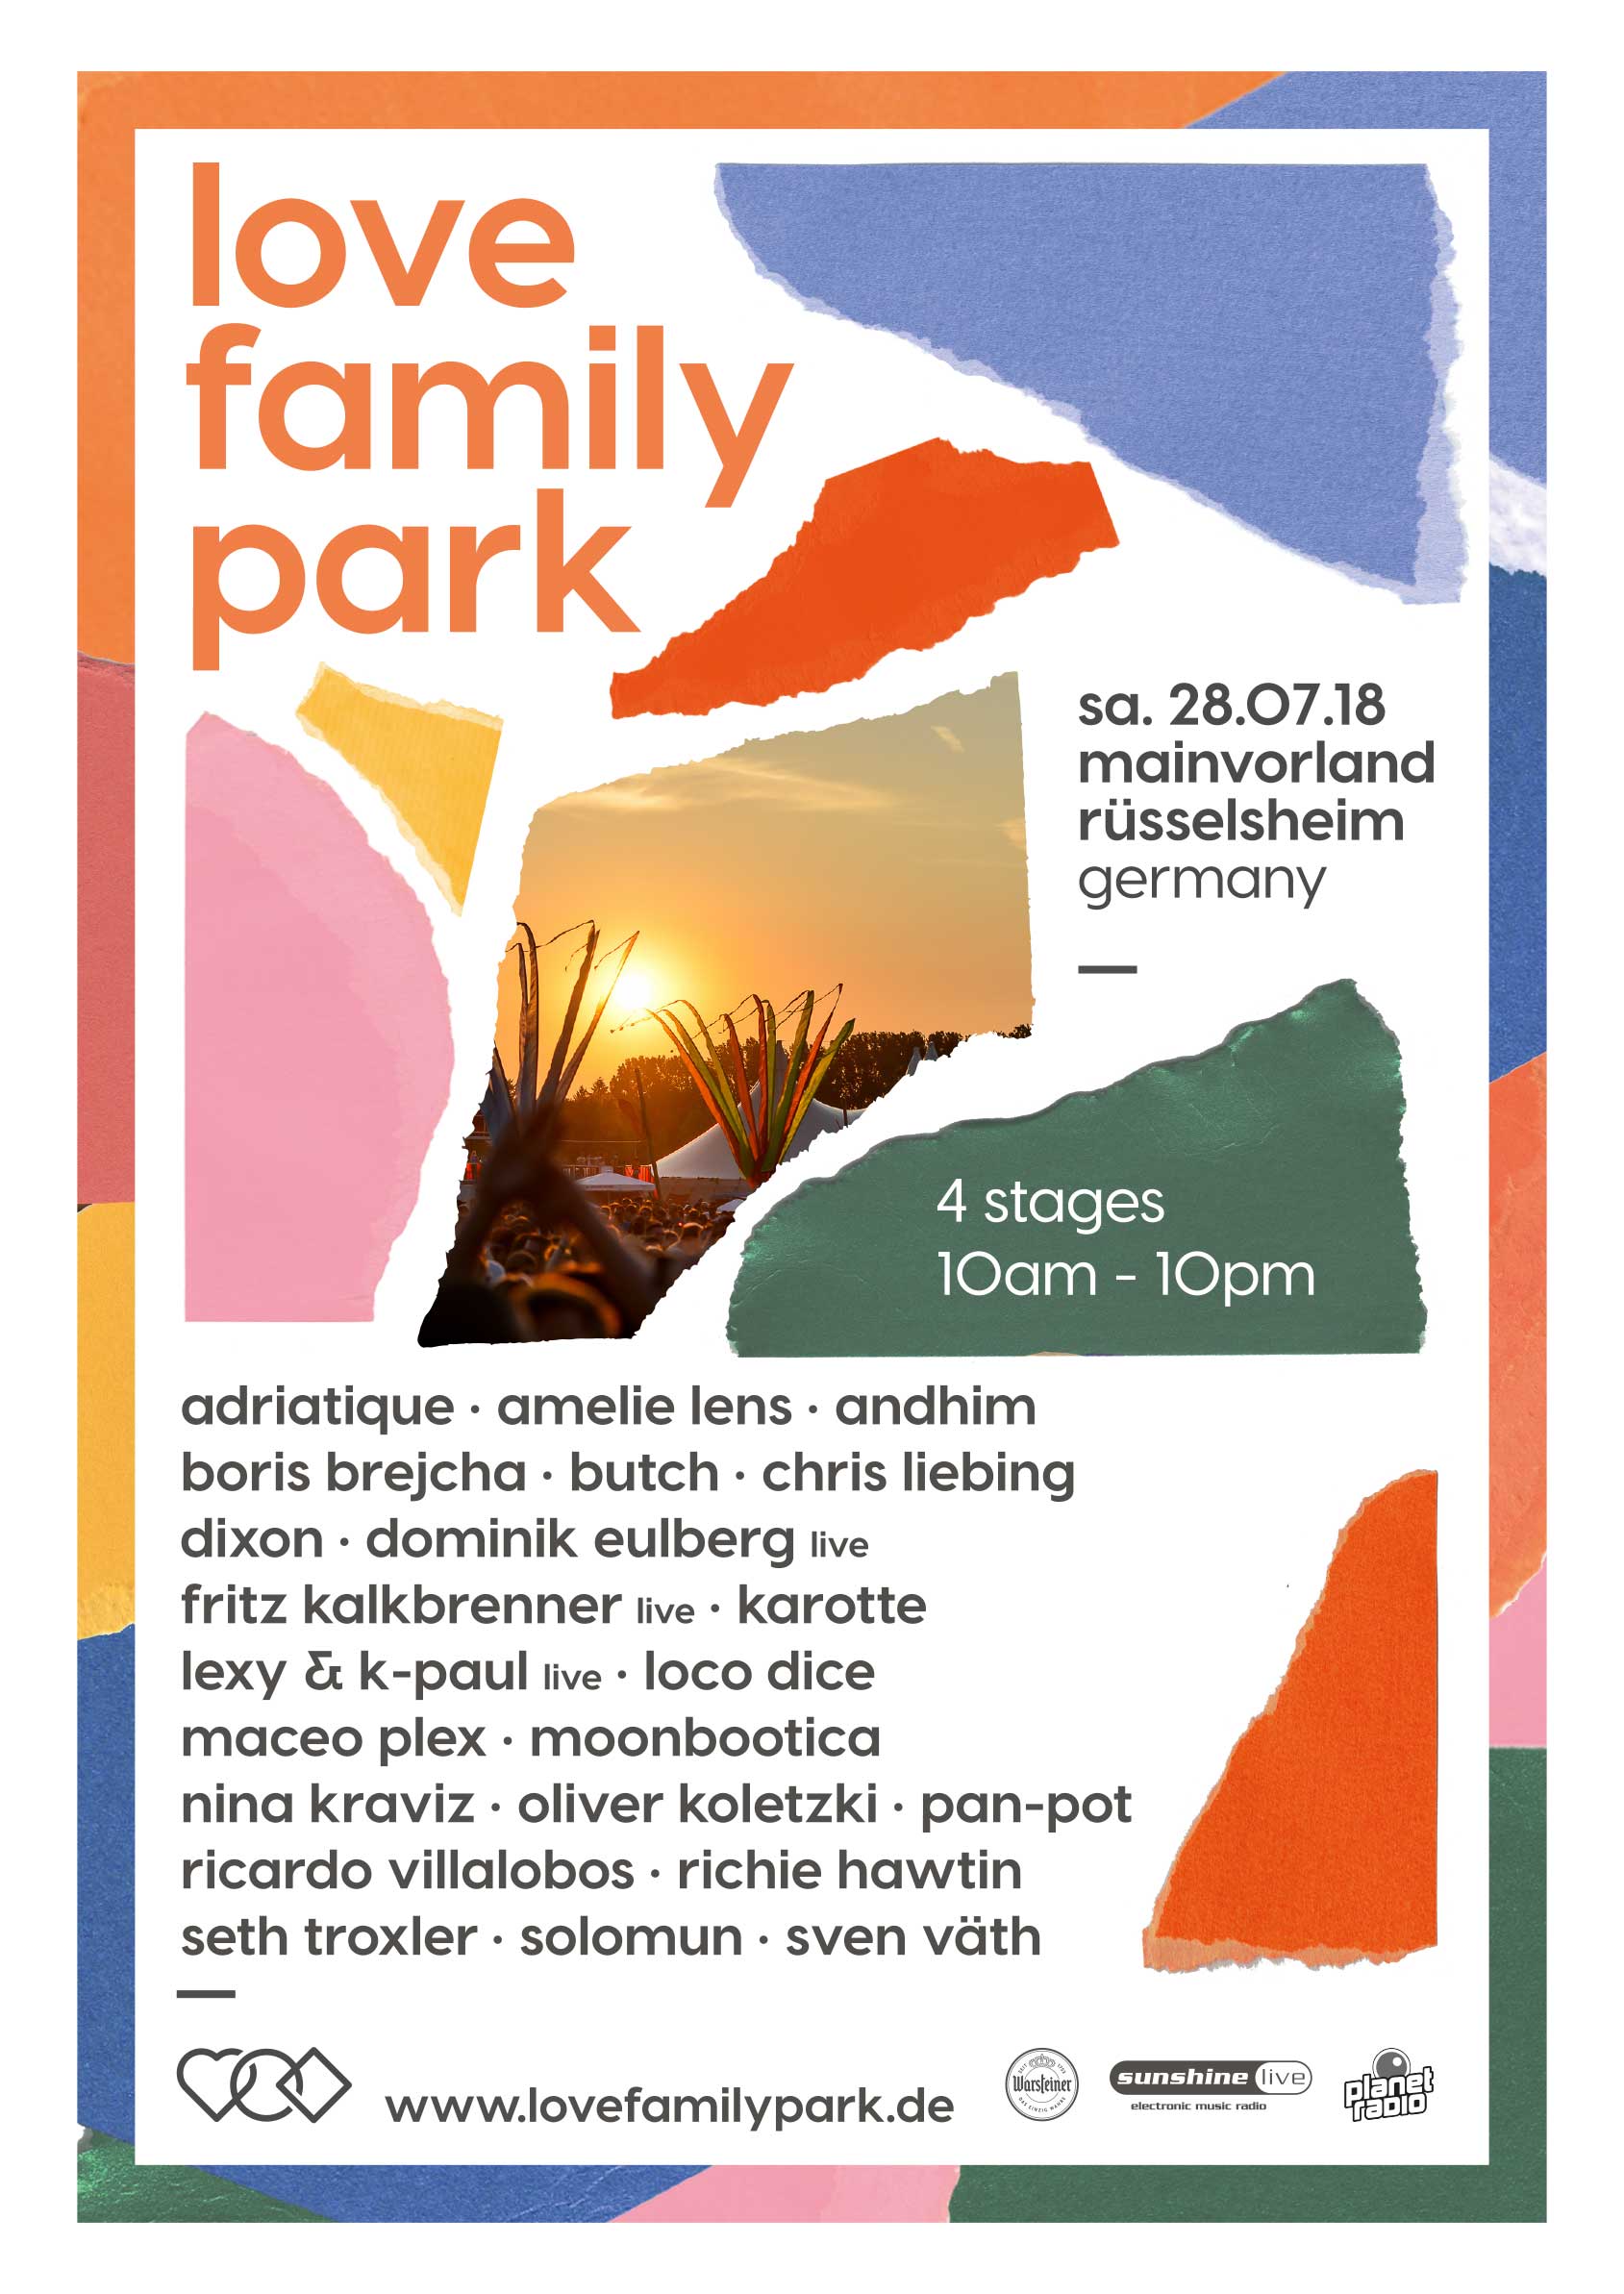 love
family
park
sa. 28.07.18
mainvorland
rüsselsheim
germany
4 stages
10am - 10pm
adriatique · amelie lens · andhim
boris brejcha · butch · chris liebing
dixon · dominik eulberg live
fritz kalkbrenner live · karotte
lexy & k-paul live · loco dice
maceo plex · moonbootica
nina kraviz · oliver koletzki · pan-pot
ricardo villalobos · richie hawtin
seth troxler · solomun · sven väth
www.lovefamilypark.de
Warsteiner
sunshine live
electronic music radio
planet
radio